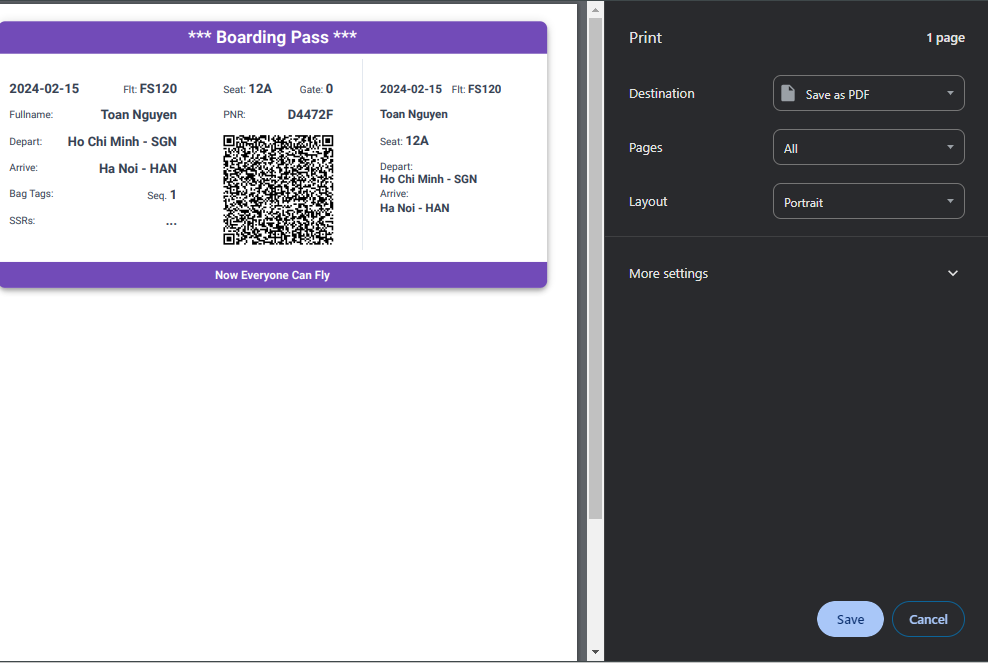 *** Boarding Pass ***
2024-02-15 Flt: FS120 Seat: 12A Gate: 0
Fullname: Toan Nguyen PNR: D4472F
Depart: Ho Chi Minh - SGN
Arrive: Ha Noi - HAN
Bag Tags: Seq. 1
SSRs: ...
2024-02-15 Flt: FS120
Toan Nguyen
Seat: 12A
Depart:
Ho Chi Minh - SGN
Arrive:
Ha Noi - HAN
Now Everyone Can Fly
Print 1 page
Destination Save as PDF
Pages All
Layout Portrait
More settings
Save Cancel